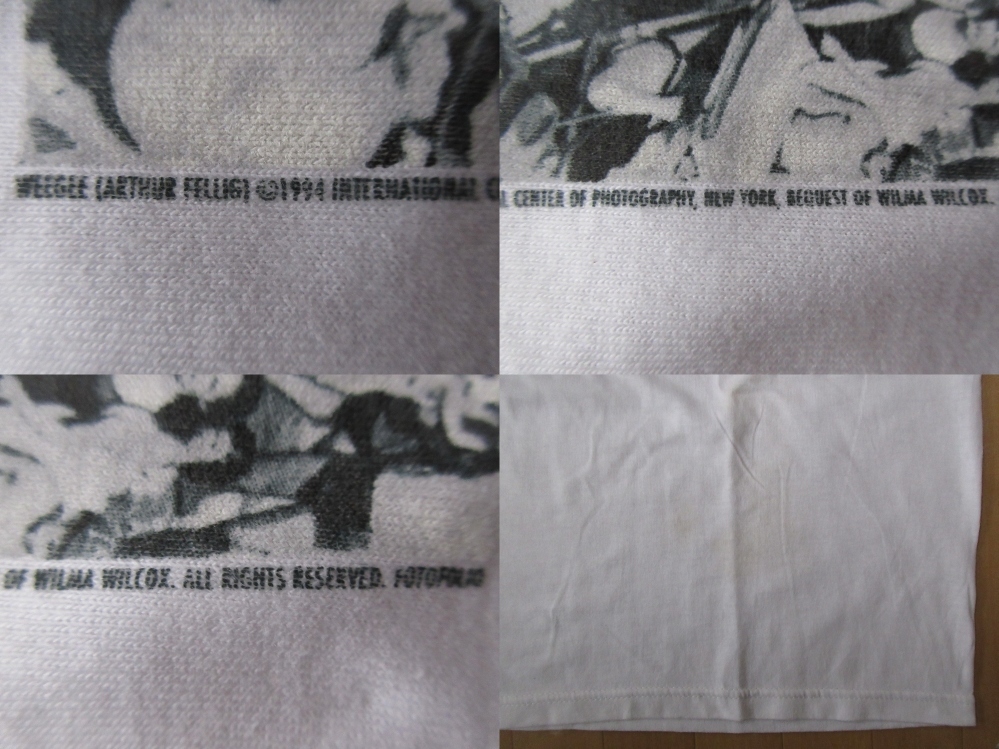 WEEGEE (ARTHUR FELLIG) ©1994 INTERNATIONAL C
L CENTER OF PHOTOGRAPHY, NEW YORK, BEQUEST OF WILMA WILCOX.
OF WILMA WILCOX. ALL RIGHTS RESERVED. FOTOFOLIO